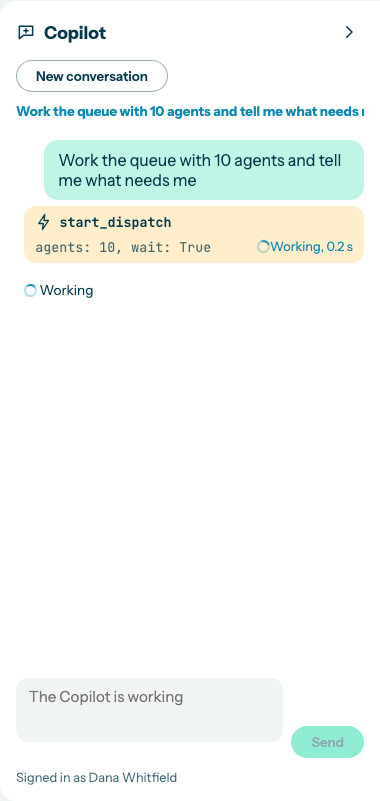 Copilot
New conversation
Work the queue with 10 agents and tell me what needs
Work the queue with 10 agents and tell
me what needs me
start_dispatch
agents: 10, wait: True
Working, 0.2 s
Working
The Copilot is working
Send
Signed in as Dana Whitfield